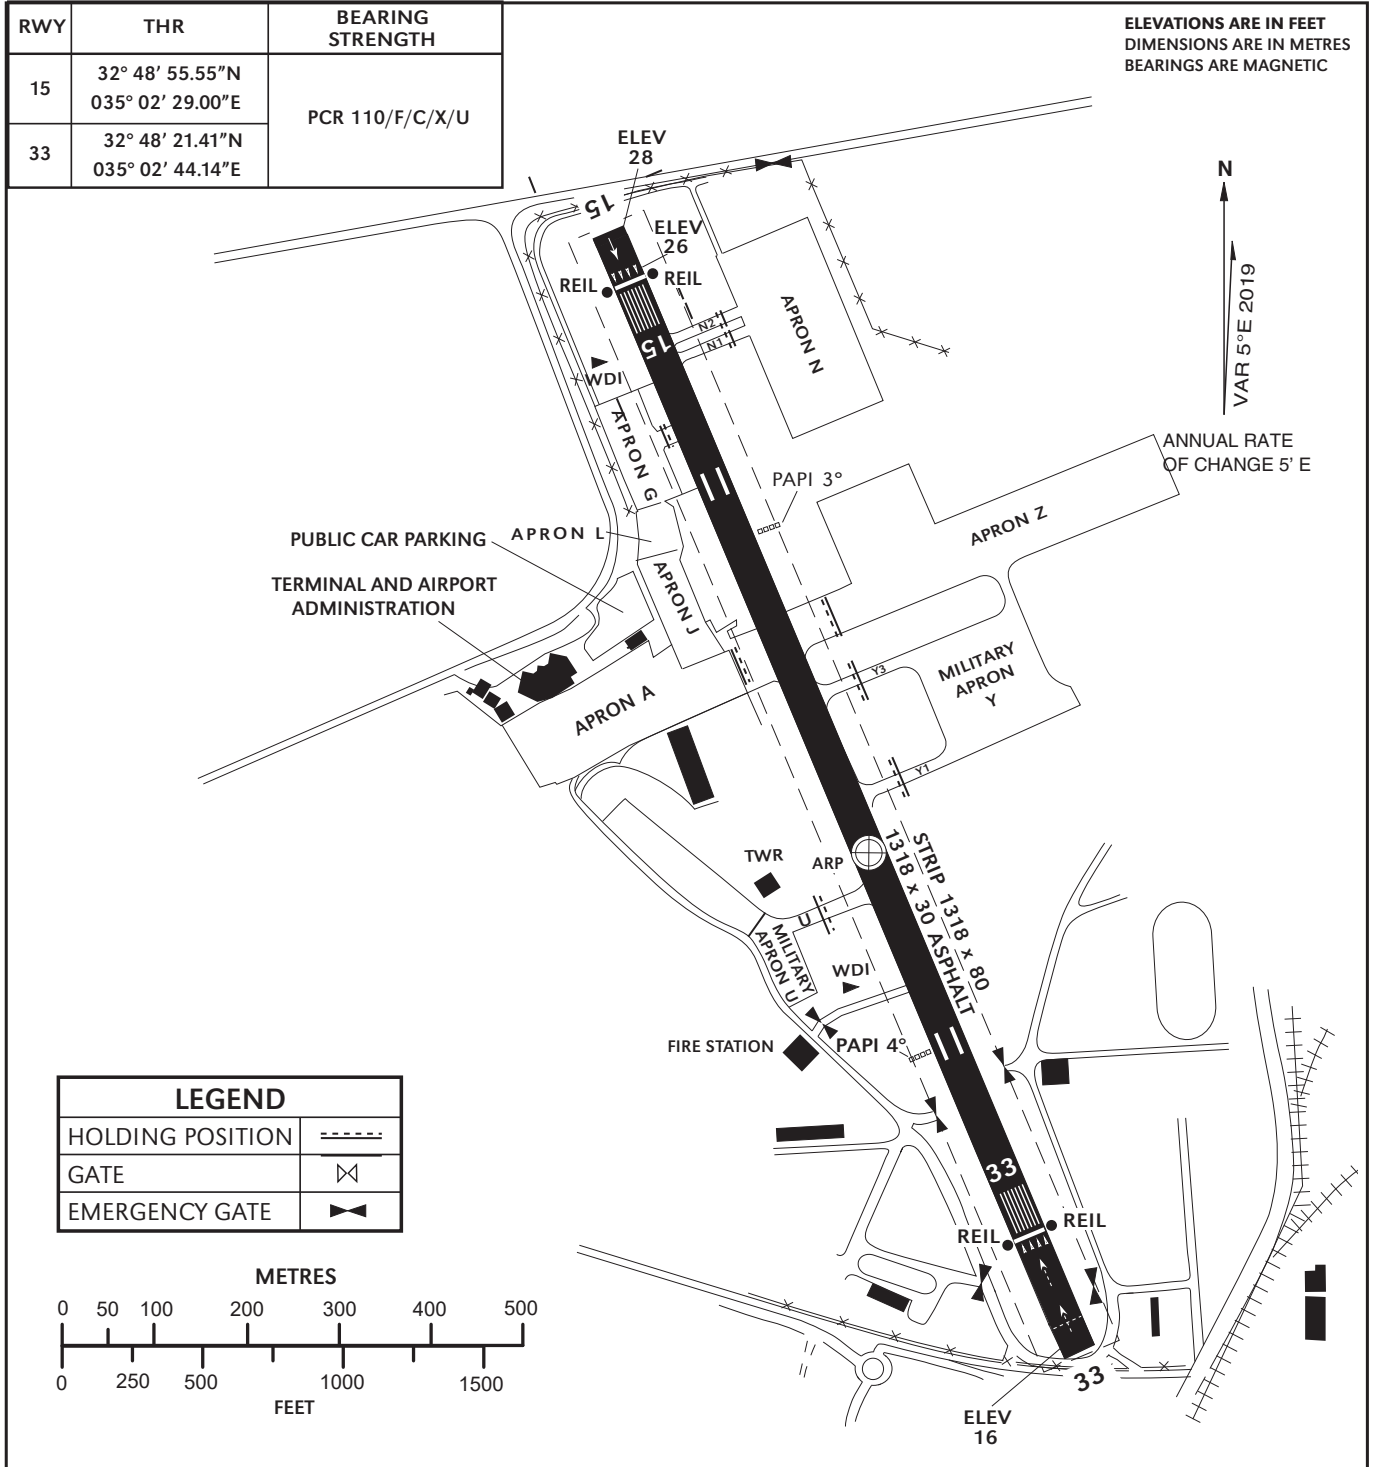 RWY THR BEARING STRENGTH
15 32° 48' 55.55"N
035° 02' 29.00"E
PCR 110/F/C/X/U
33 32° 48' 21.41"N
035° 02' 44.14"E
ELEVATIONS ARE IN FEET
DIMENSIONS ARE IN METRES
BEARINGS ARE MAGNETIC
ELEV
28
N
VAR 5°E 2019
ANNUAL RATE
OF CHANGE 5' E
15
ELEV
26
REIL
REIL
15
N2
N1
APRON N
WDI
APRON G
PAPI 3°
APRON Z
PUBLIC CAR PARKING
APRON L
TERMINAL AND AIRPORT
ADMINISTRATION
APRON J
APRON A
Y3
MILITARY
APRON
Y
Y1
STRIP 1318 x 80
1318 x 30 ASPHALT
TWR
ARP
U
MILITARY
APRON U
WDI
FIRE STATION
PAPI 4°
33
REIL
REIL
33
ELEV
16
LEGEND
HOLDING POSITION
GATE
EMERGENCY GATE
METRES
0 50 100 200 300 400 500
0 250 500 1000 1500
FEET